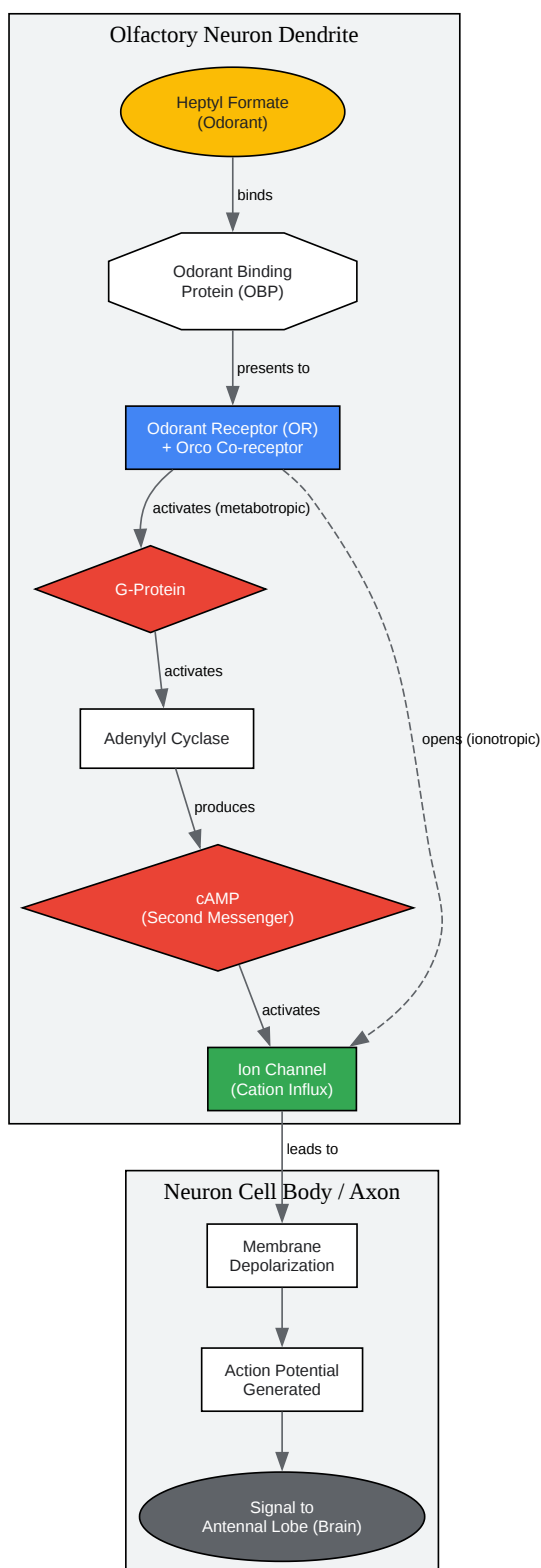 Olfactory Neuron Dendrite
Heptyl Formate
(Odorant)
binds
Odorant Binding
Protein (OBP)
presents to
Odorant Receptor (OR)
+ Orco Co-receptor
activates (metabotropic)
G-Protein
activates
Adenylyl Cyclase
opens (ionotropic)
produces
cAMP
(Second Messenger)
activates
Ion Channel
(Cation Influx)
leads to
Neuron Cell Body / Axon
Membrane
Depolarization
Action Potential
Generated
Signal to
Antennal Lobe (Brain)